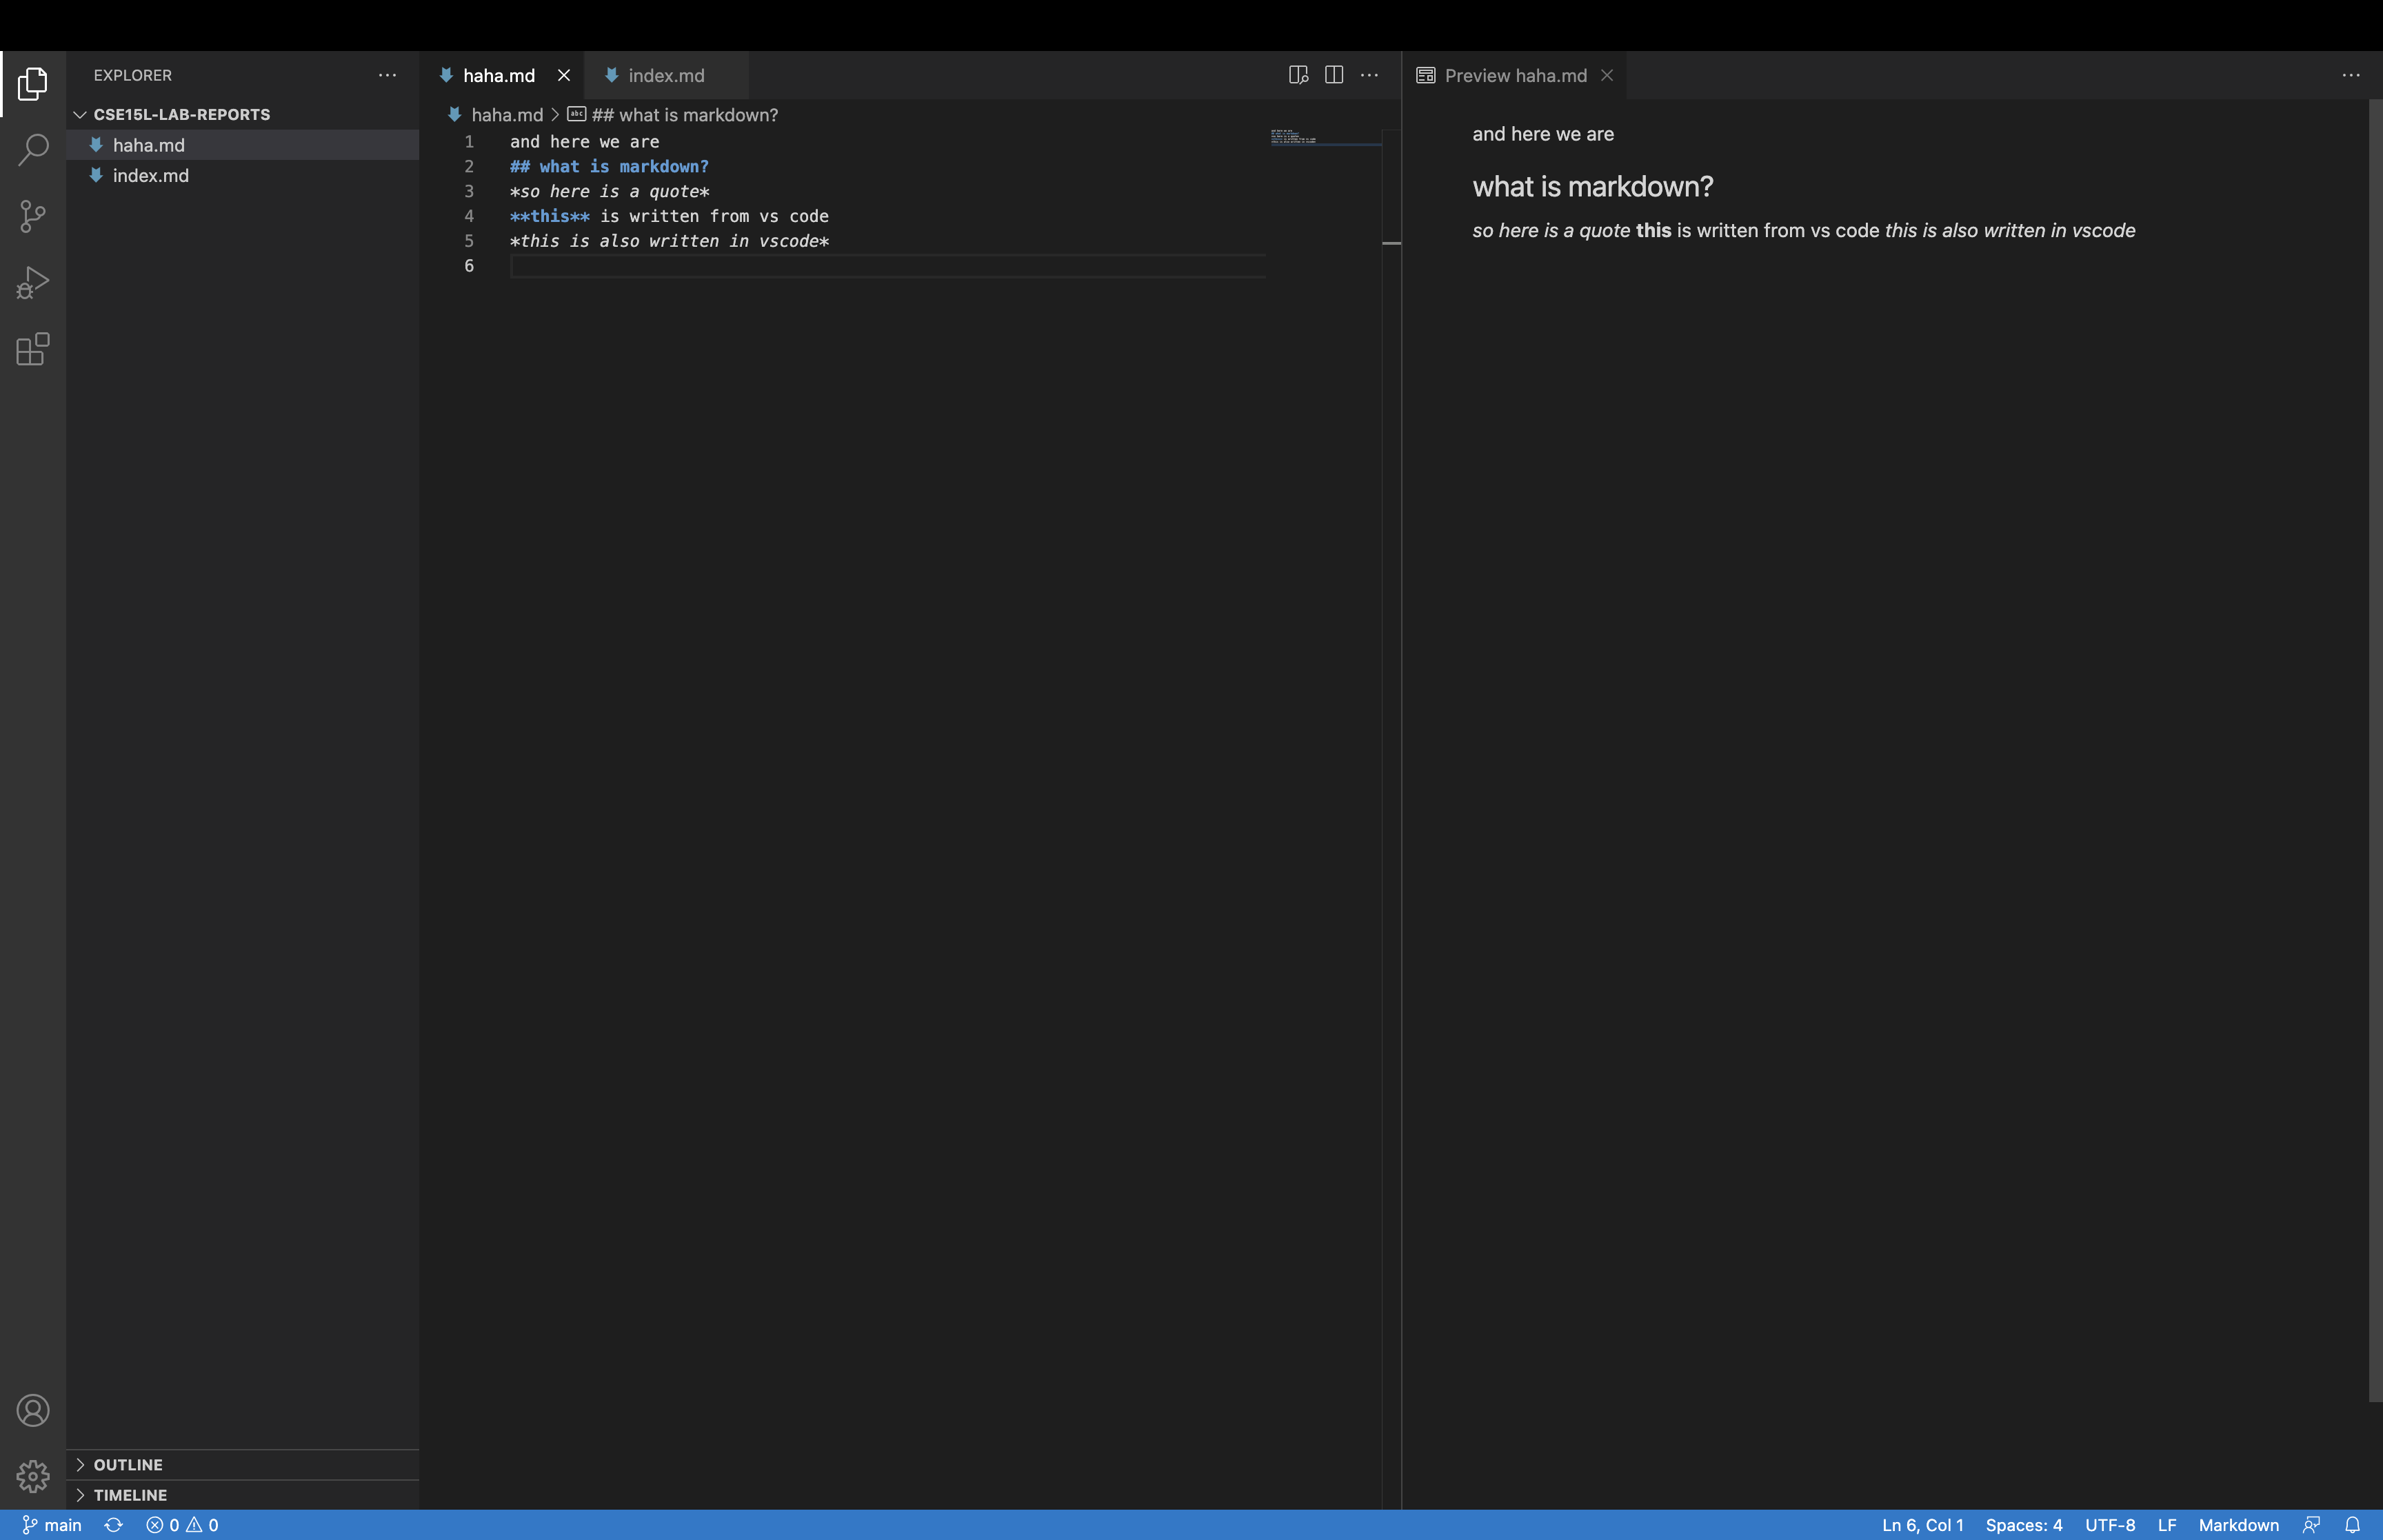 EXPLORER
CSE15L-LAB-REPORTS
haha.md
index.md
OUTLINE
TIMELINE
haha.md
index.md
haha.md > ## what is markdown?
1 and here we are
2 ## what is markdown?
3 *so here is a quote*
4 **this** is written from vs code
5 *this is also written in vscode*
6
Preview haha.md
and here we are
what is markdown?
so here is a quote this is written from vs code this is also written in vscode
main 0 0 Ln 6, Col 1 Spaces: 4 UTF-8 LF Markdown